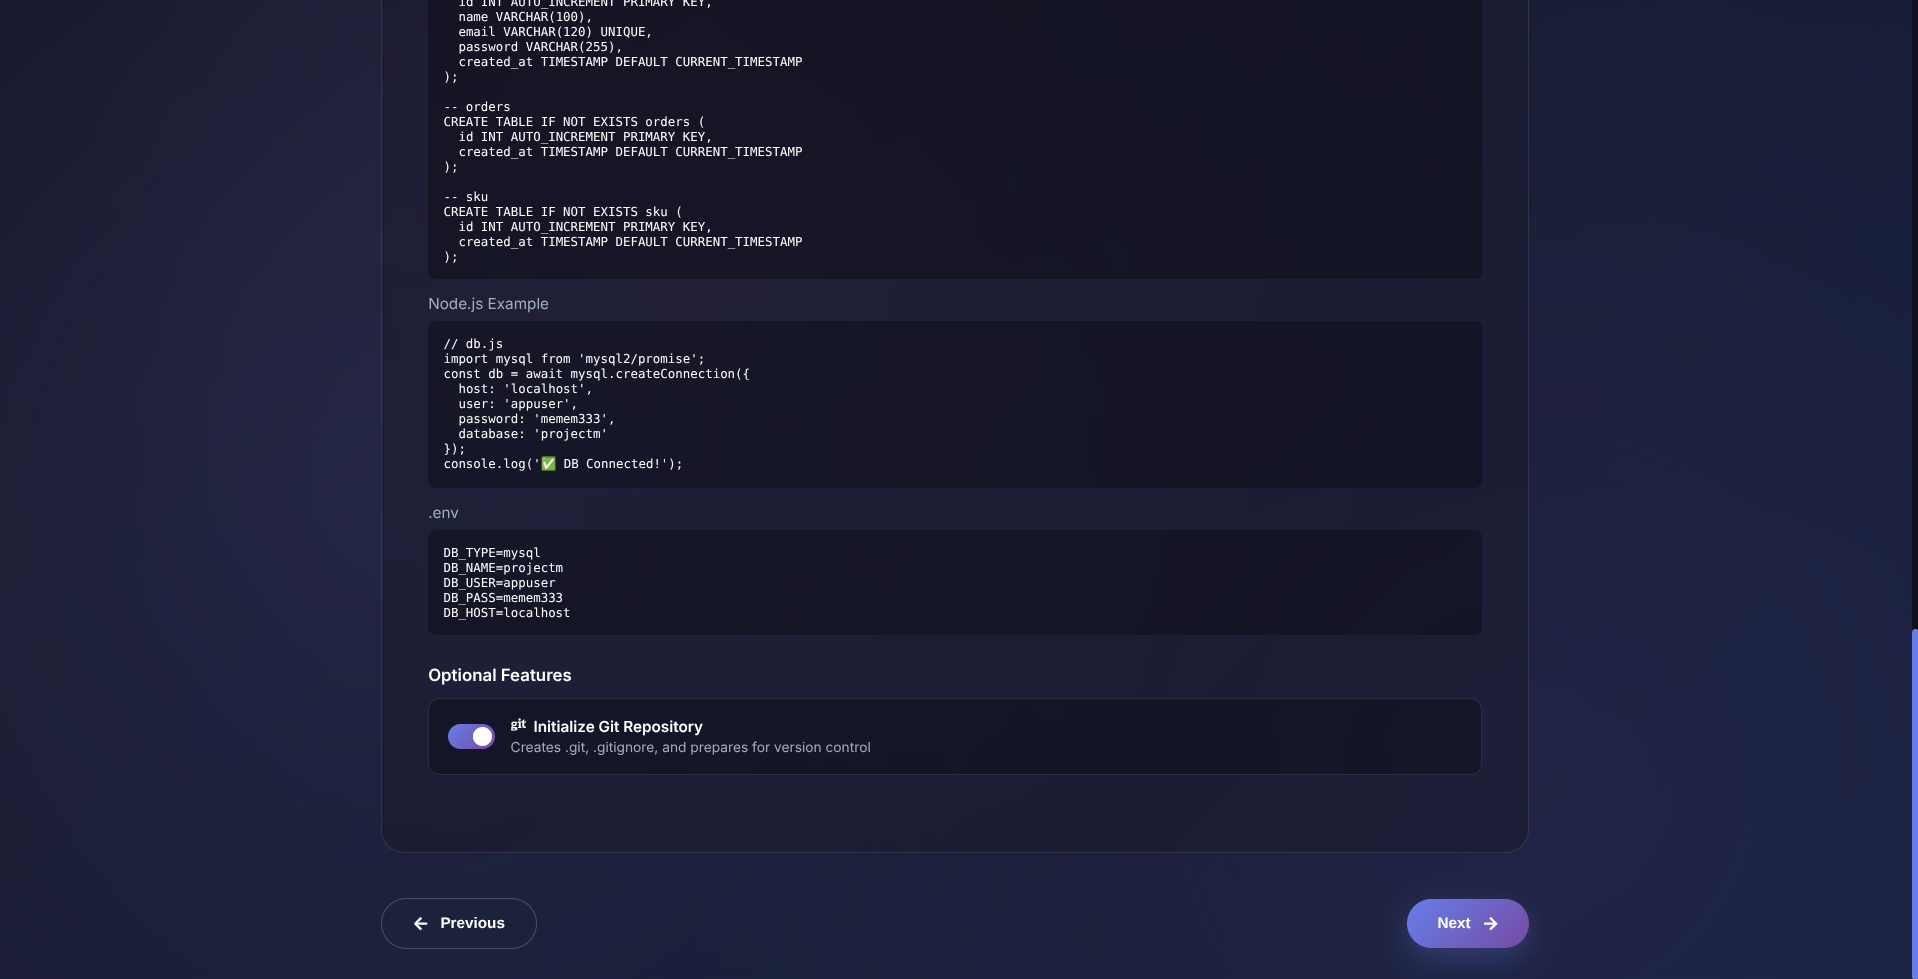 id INT AUTO_INCREMENT PRIMARY KEY,
name VARCHAR(100),
email VARCHAR(120) UNIQUE,
password VARCHAR(255),
created_at TIMESTAMP DEFAULT CURRENT_TIMESTAMP
);
-- orders
CREATE TABLE IF NOT EXISTS orders (
id INT AUTO_INCREMENT PRIMARY KEY,
created_at TIMESTAMP DEFAULT CURRENT_TIMESTAMP
);
-- sku
CREATE TABLE IF NOT EXISTS sku (
id INT AUTO_INCREMENT PRIMARY KEY,
created_at TIMESTAMP DEFAULT CURRENT_TIMESTAMP
);
Node.js Example
// db.js
import mysql from 'mysql2/promise';
const db = await mysql.createConnection({
host: 'localhost',
user: 'appuser',
password: 'memem333',
database: 'projectm'
});
console.log('✅ DB Connected!');
.env
DB_TYPE=mysql
DB_NAME=projectm
DB_USER=appuser
DB_PASS=memem333
DB_HOST=localhost
Optional Features
git Initialize Git Repository
Creates .git, .gitignore, and prepares for version control
← Previous
Next →